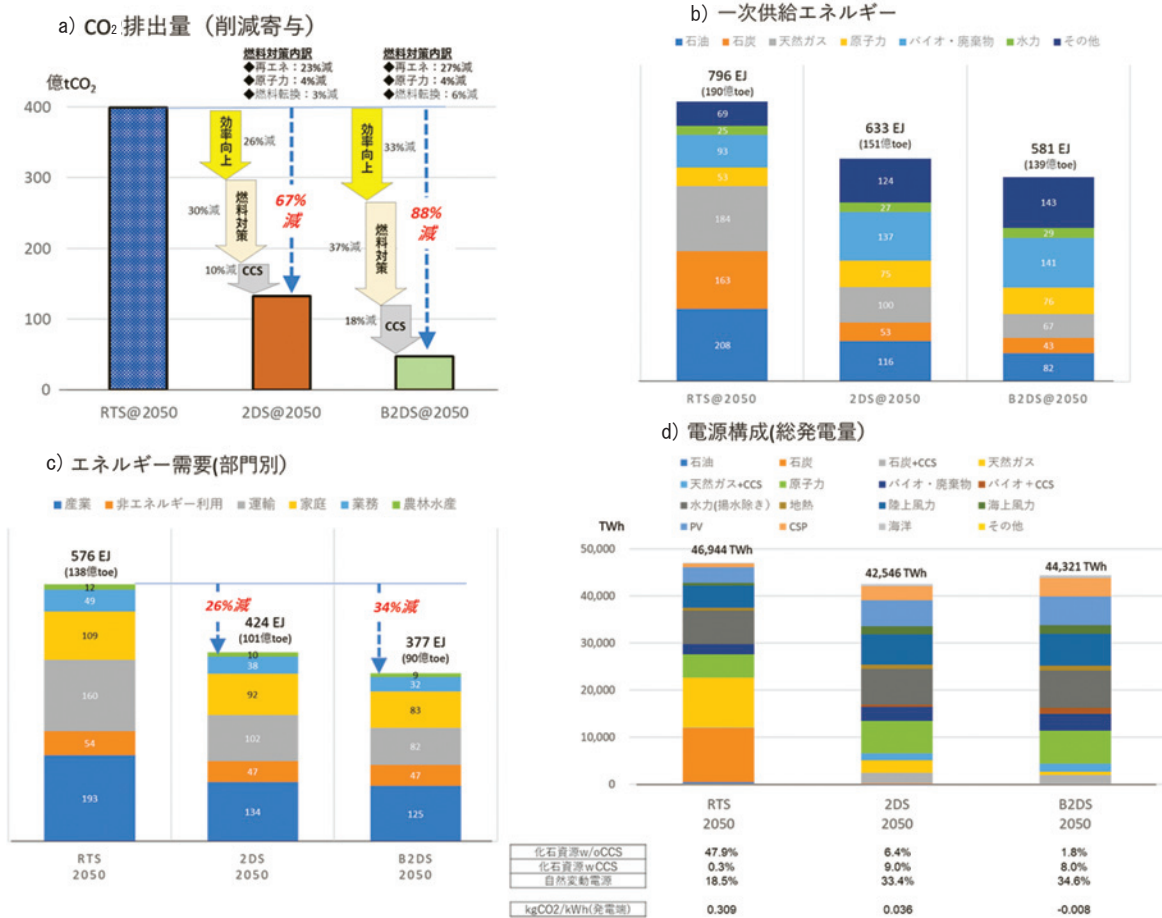 a) CO₂ 排出量（削減寄与）
燃料対策内訳
◆再エネ：23%減
◆原子力：4%減
◆燃料転換：3%減
燃料対策内訳
◆再エネ：27%減
◆原子力：4%減
◆燃料転換：6%減
億tCO₂
400
300
200
100
0
効率向上
26%減
燃料対策
30%減
CCS
10%減
67%
減
効率向上
33%減
燃料対策
37%減
CCS
18%減
88%
減
RTS@2050 2DS@2050 B2DS@2050
b) 一次供給エネルギー
■石油 ■石炭 ■天然ガス ■原子力 ■バイオ・廃棄物 ■水力 ■その他
796 EJ
(190億toe)
69
25
93
53
184
163
208
633 EJ
(151億toe)
124
27
137
75
100
53
116
581 EJ
(139億toe)
143
29
141
76
67
43
82
RTS@2050 2DS@2050 B2DS@2050
c) エネルギー需要(部門別)
■産業 ■非エネルギー利用 ■運輸 ■家庭 ■業務 ■農林水産
576 EJ
(138億toe)
12
49
109
160
54
193
26%減
424 EJ
(101億toe)
10
38
92
102
47
134
34%減
377 EJ
(90億toe)
9
32
83
82
47
125
RTS 2DS B2DS
2050 2050 2050
d) 電源構成(総発電量)
■石油 ■石炭 ■石炭+CCS ■天然ガス
■天然ガス+CCS ■原子力 ■バイオ・廃棄物 ■バイオ＋CCS
■水力(揚水除き) ■地熱 ■陸上風力 ■海上風力
■PV ■CSP ■海洋 ■その他
TWh
50,000
40,000
30,000
20,000
10,000
0
46,944 TWh
42,546 TWh
44,321 TWh
RTS 2DS B2DS
2050 2050 2050
化石資源w/oCCS 47.9% 6.4% 1.8%
化石資源wCCS 0.3% 9.0% 8.0%
自然変動電源 18.5% 33.4% 34.6%
kgCO2/kWh(発電端) 0.309 0.036 -0.008